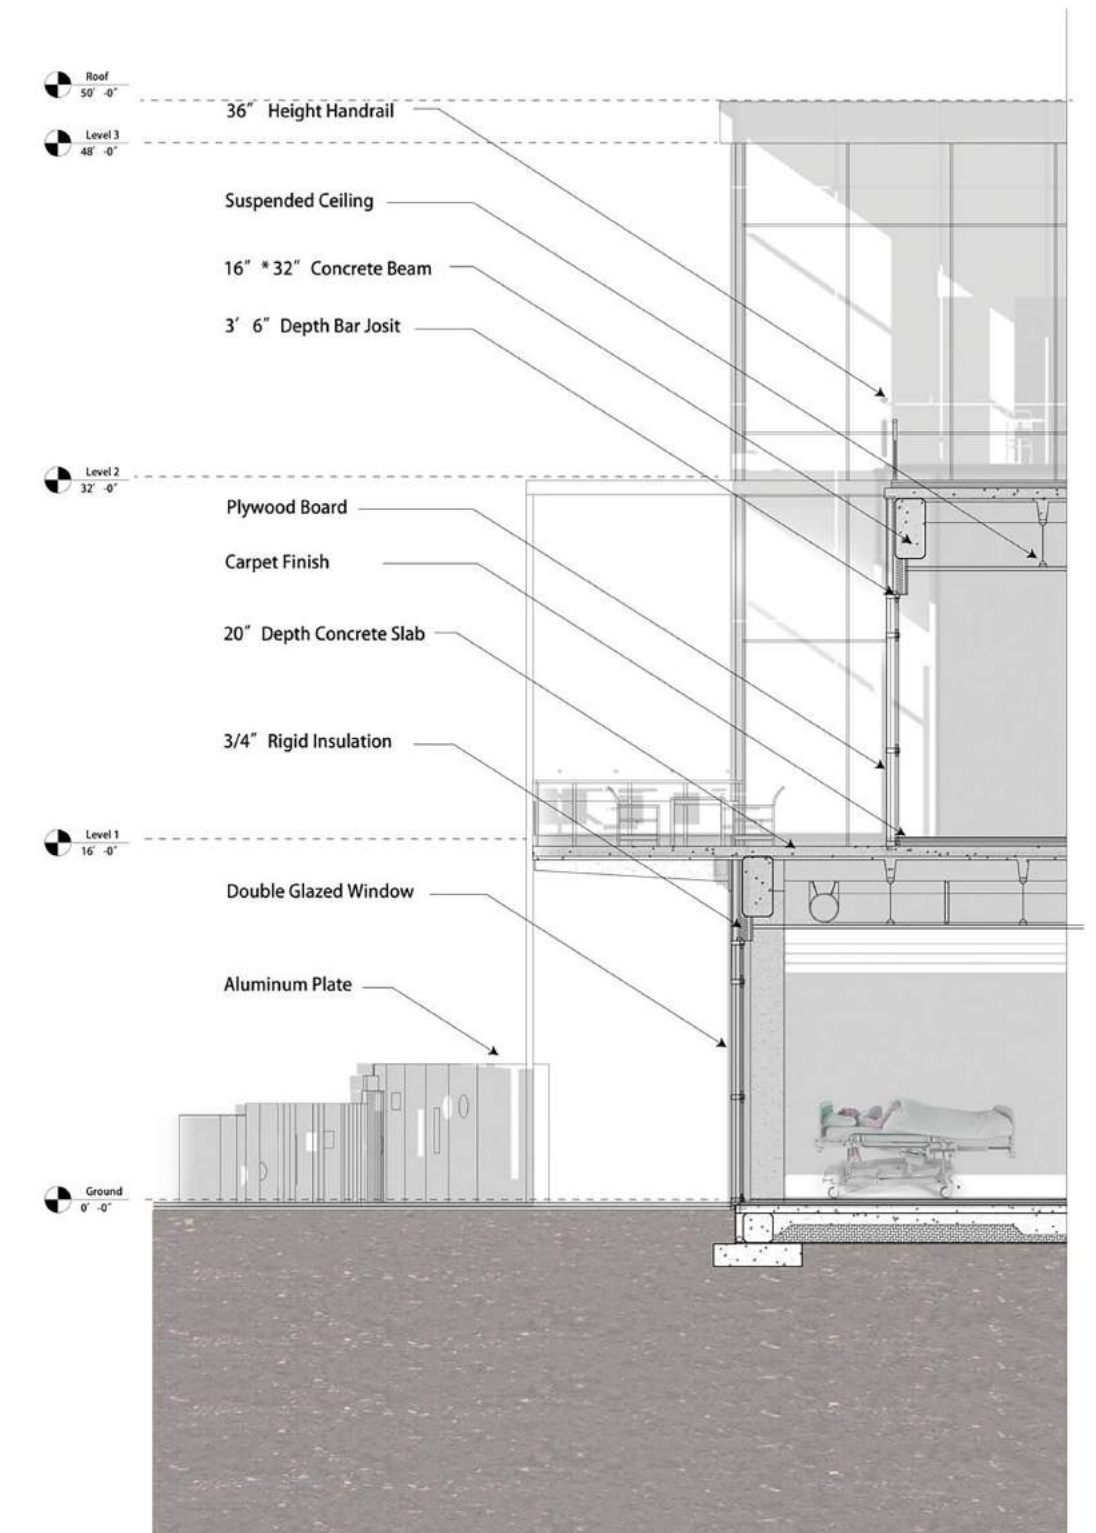 Roof
50' -0"
36" Height Handrail
Level 3
48' -0"
Suspended Ceiling
16" * 32" Concrete Beam
3' 6" Depth Bar Josit
Level 2
32' -0"
Plywood Board
Carpet Finish
20" Depth Concrete Slab
3/4" Rigid Insulation
Level 1
16' -0"
Double Glazed Window
Aluminum Plate
Ground
0' -0"